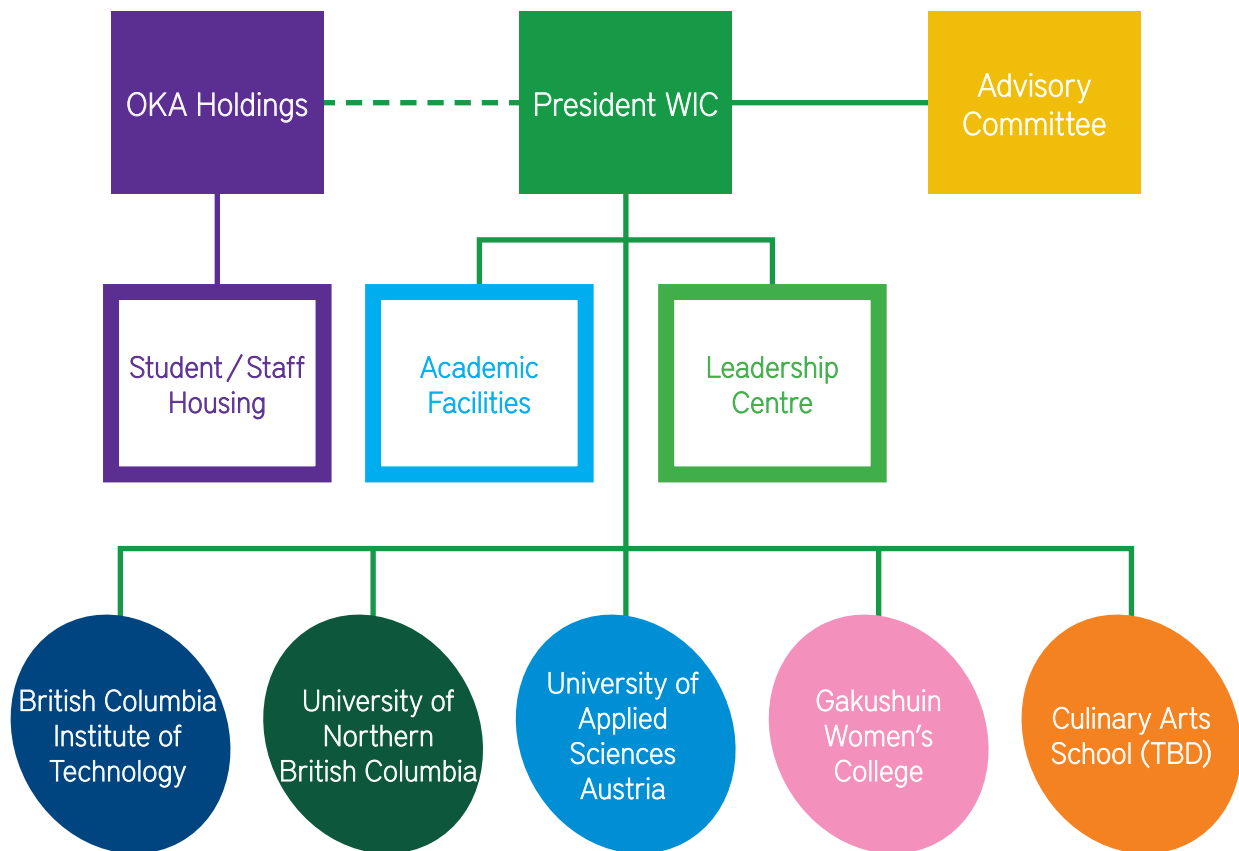 OKA Holdings
President WIC
Advisory
Committee
Student / Staff
Housing
Academic
Facilities
Leadership
Centre
British Columbia
Institute of
Technology
University of
Northern
British Columbia
University of
Applied
Sciences
Austria
Gakushuin
Women's
College
Culinary Arts
School (TBD)